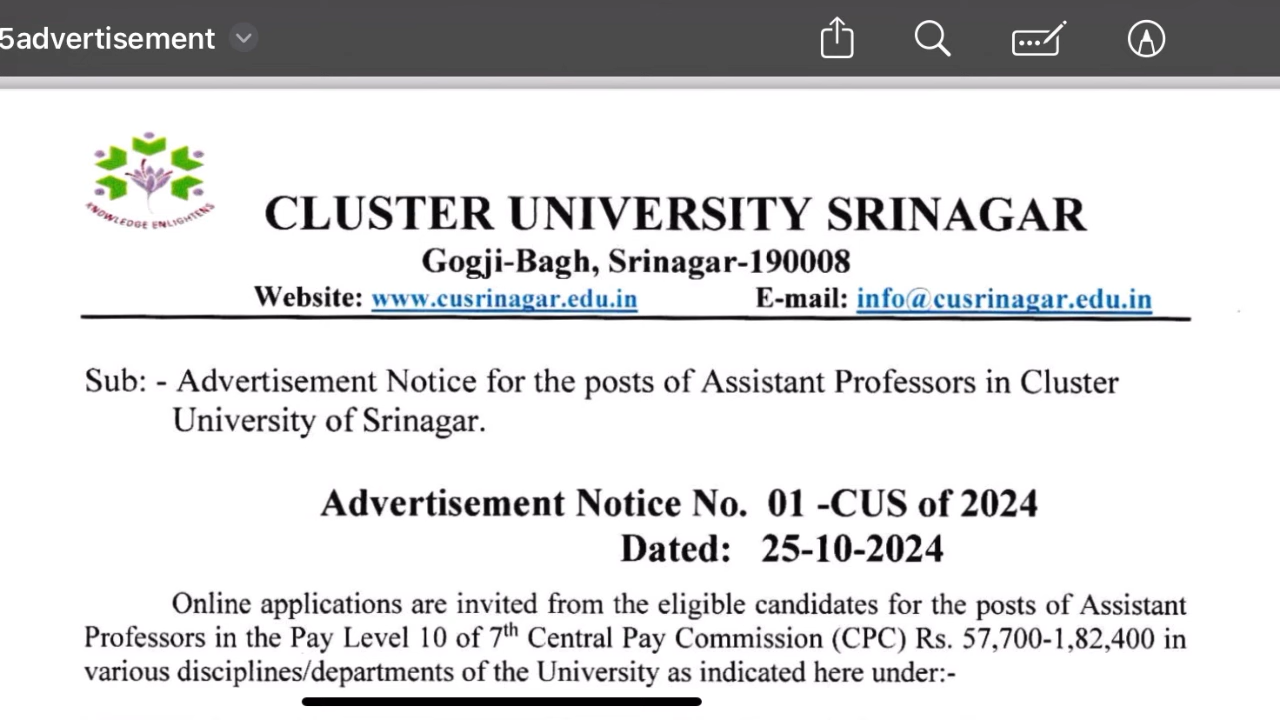 5advertisement
KNOWLEDGE ENLIGHTENS
CLUSTER UNIVERSITY SRINAGAR
Gogji-Bagh, Srinagar-190008
Website: www.cusrinagar.edu.in E-mail: info@cusrinagar.edu.in
Sub: - Advertisement Notice for the posts of Assistant Professors in Cluster
University of Srinagar.
Advertisement Notice No. 01 -CUS of 2024
Dated: 25-10-2024
Online applications are invited from the eligible candidates for the posts of Assistant
Professors in the Pay Level 10 of 7th Central Pay Commission (CPC) Rs. 57,700-1,82,400 in
various disciplines/departments of the University as indicated here under:-